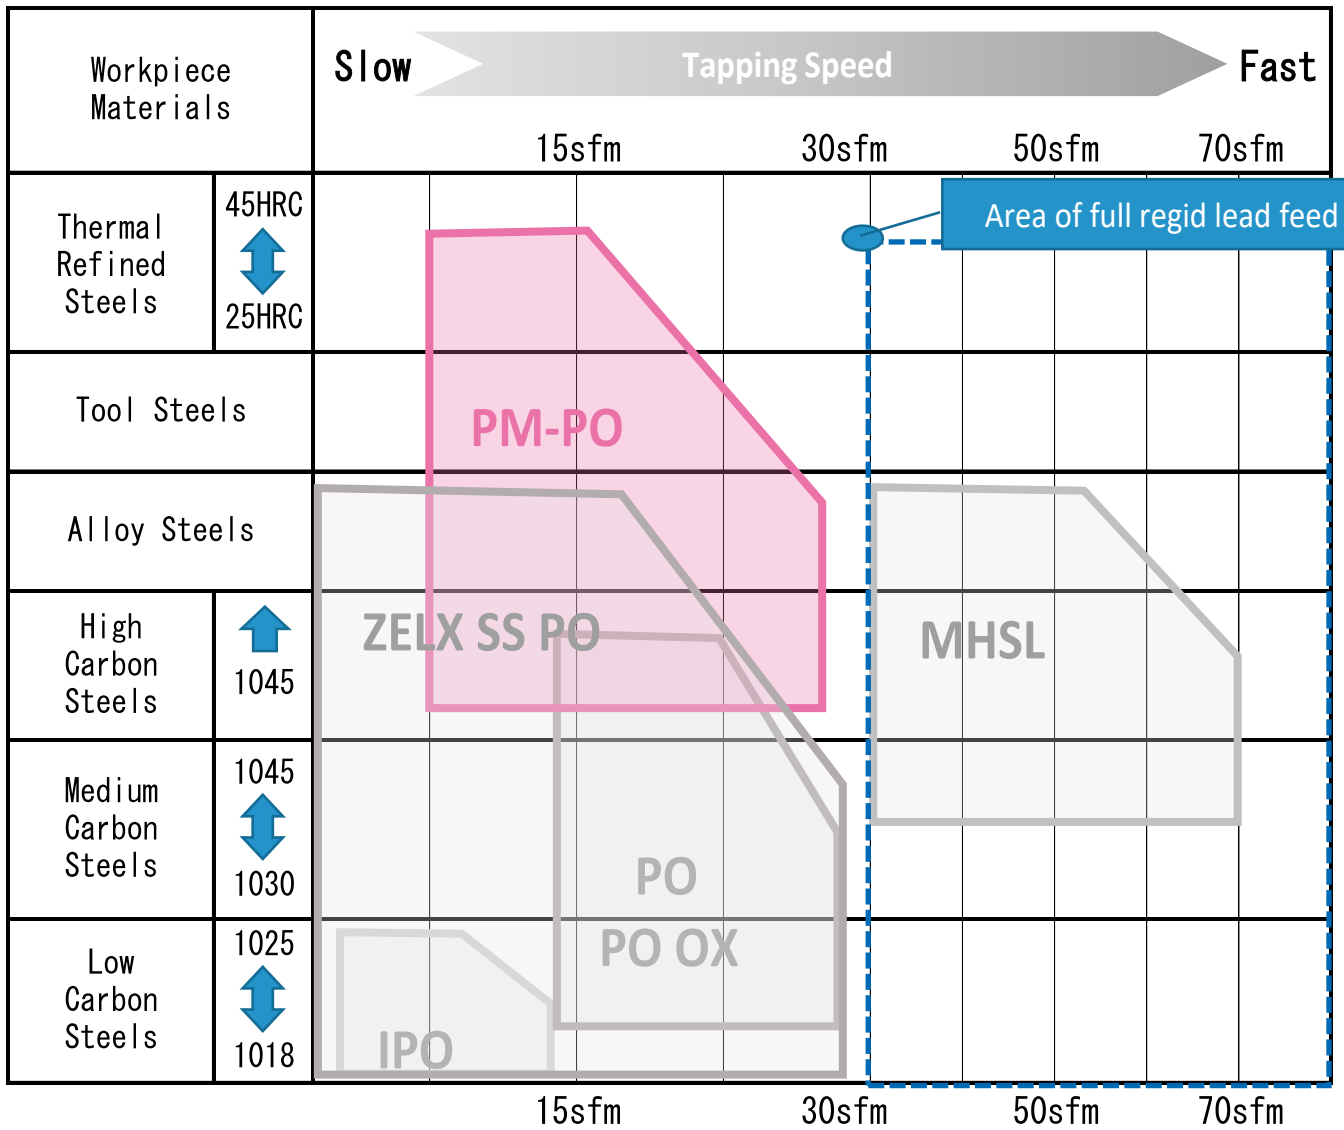 Workpiece
Materials
Slow
Tapping Speed
Fast
15sfm
30sfm
50sfm
70sfm
Thermal
Refined
Steels
45HRC
25HRC
Area of full regid lead feed
Tool Steels
PM-PO
Alloy Steels
High
Carbon
Steels
1045
ZELX SS PO
MHSL
Medium
Carbon
Steels
1045
1030
PO
PO OX
Low
Carbon
Steels
1025
1018
IPO
15sfm
30sfm
50sfm
70sfm